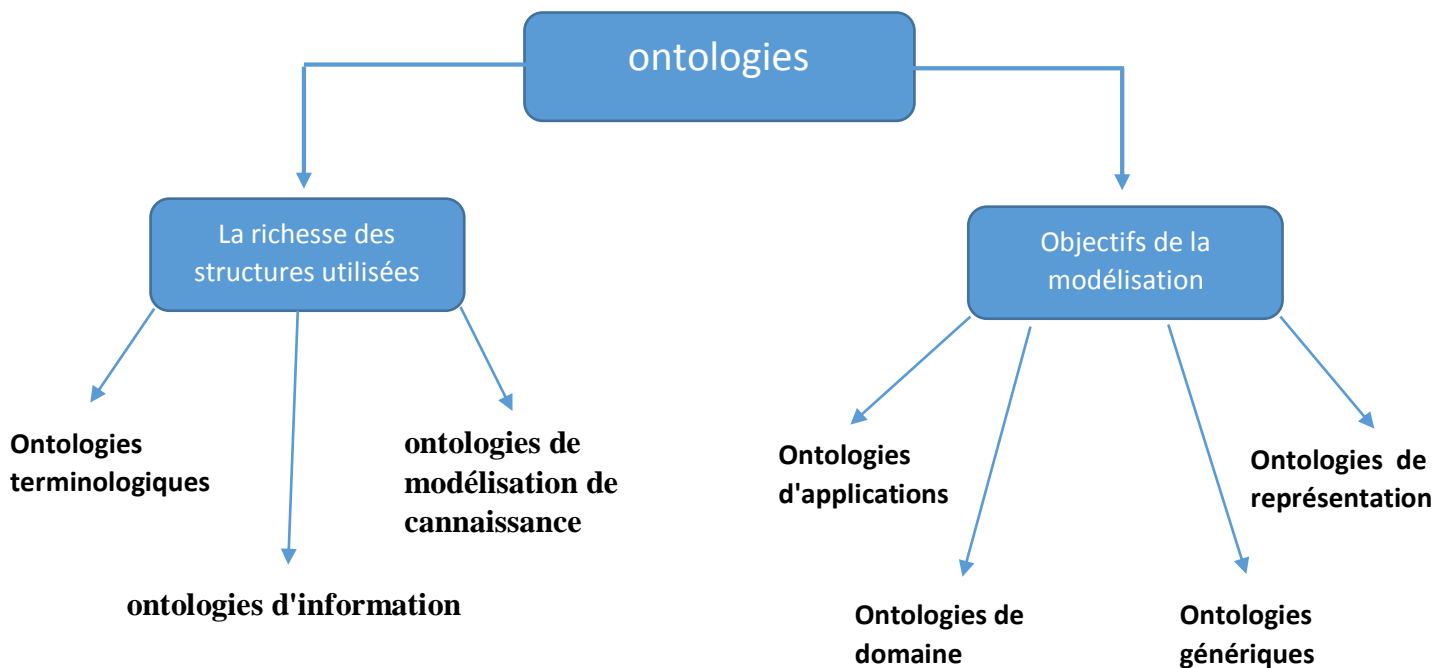 ontologies
La richesse des
structures utilisées
Objectifs de la
modélisation
Ontologies
terminologiques
ontologies de
modélisation de
cannaissance
ontologies d'information
Ontologies
d'applications
Ontologies de
représentation
Ontologies de
domaine
Ontologies
génériques